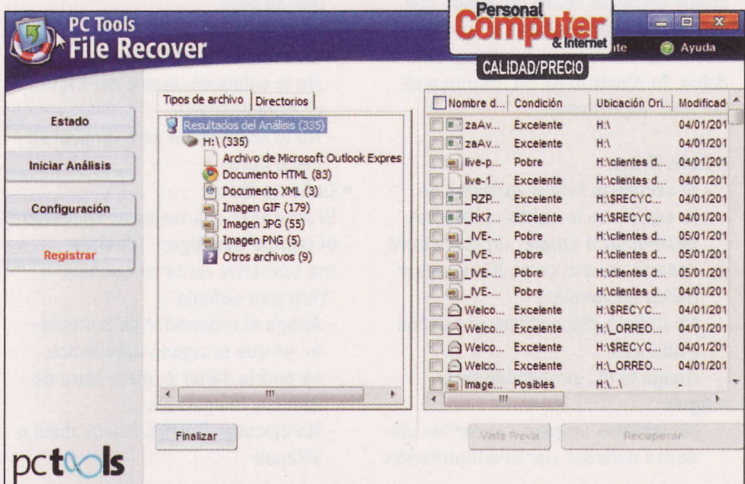 PC Tools
File Recover
Personal
Computer
& Internet
CALIDAD/PRECIO
Ayuda
Estado
Iniciar Análisis
Configuración
Registrar
Tipos de archivo
Directorios
Resultados del Análisis (335)
H:\ (335)
Archivo de Microsoft Outlook Expres
Documento HTML (83)
Documento XML (3)
Imagen GIF (179)
Imagen JPG (55)
Imagen PNG (5)
Otros archivos (9)
Nombre d... Condición Ubicación Ori... Modificad
zaAv... Excelente H:\ 04/01/201
zaAv... Excelente H:\ 04/01/201
live-p... Pobre H:\clientes d... 04/01/201
live-1.... Excelente H:\clientes d... 04/01/201
_RZP... Excelente H:\$RECYC... 04/01/201
_RK7... Excelente H:\$RECYC... 04/01/201
_IVE-... Pobre H:\clientes d... 05/01/201
_IVE-... Pobre H:\clientes d... 05/01/201
_IVE-... Pobre H:\clientes d... 05/01/201
_IVE-... Pobre H:\clientes d... 05/01/201
Welco... Excelente H:\$RECYC... 04/01/201
Welco... Excelente H:\_ORREO... 04/01/201
Welco... Excelente H:\$RECYC... 04/01/201
Welco... Excelente H:\_ORREO... 04/01/201
Image... Posibles H:\...\ 04/01/201
Finalizar
Vista Previa
Recuperar
pctools